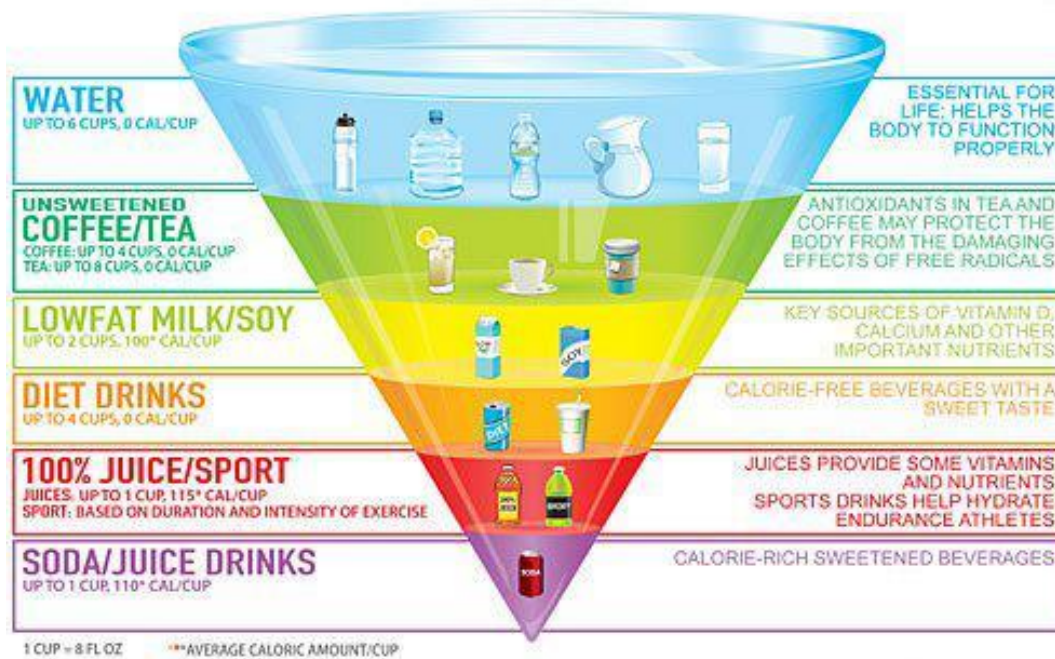 WATER
UP TO 6 CUPS, 0 CAL/CUP
ESSENTIAL FOR
LIFE; HELPS THE
BODY TO FUNCTION
PROPERLY
UNSWEETENED
COFFEE/TEA
COFFEE: UP TO 4 CUPS, 0 CAL/CUP
TEA: UP TO 8 CUPS, 0 CAL/CUP
ANTIOXIDANTS IN TEA AND
COFFEE MAY PROTECT THE
BODY FROM THE DAMAGING
EFFECTS OF FREE RADICALS
LOWFAT MILK/SOY
UP TO 2 CUPS, 100* CAL/CUP
SOY
KEY SOURCES OF VITAMIN D,
CALCIUM AND OTHER
IMPORTANT NUTRIENTS
DIET DRINKS
UP TO 4 CUPS, 0 CAL/CUP
DIET
CALORIE-FREE BEVERAGES WITH A
SWEET TASTE
100% JUICE/SPORT
JUICES: UP TO 1 CUP, 115* CAL/CUP
SPORT: BASED ON DURATION AND INTENSITY OF EXERCISE
100%
JUICE
SPORT
JUICES PROVIDE SOME VITAMINS
AND NUTRIENTS
SPORTS DRINKS HELP HYDRATE
ENDURANCE ATHLETES
SODA/JUICE DRINKS
UP TO 1 CUP, 110* CAL/CUP
SODA
CALORIE-RICH SWEETENED BEVERAGES
1 CUP = 8 FL OZ
**AVERAGE CALORIC AMOUNT/CUP